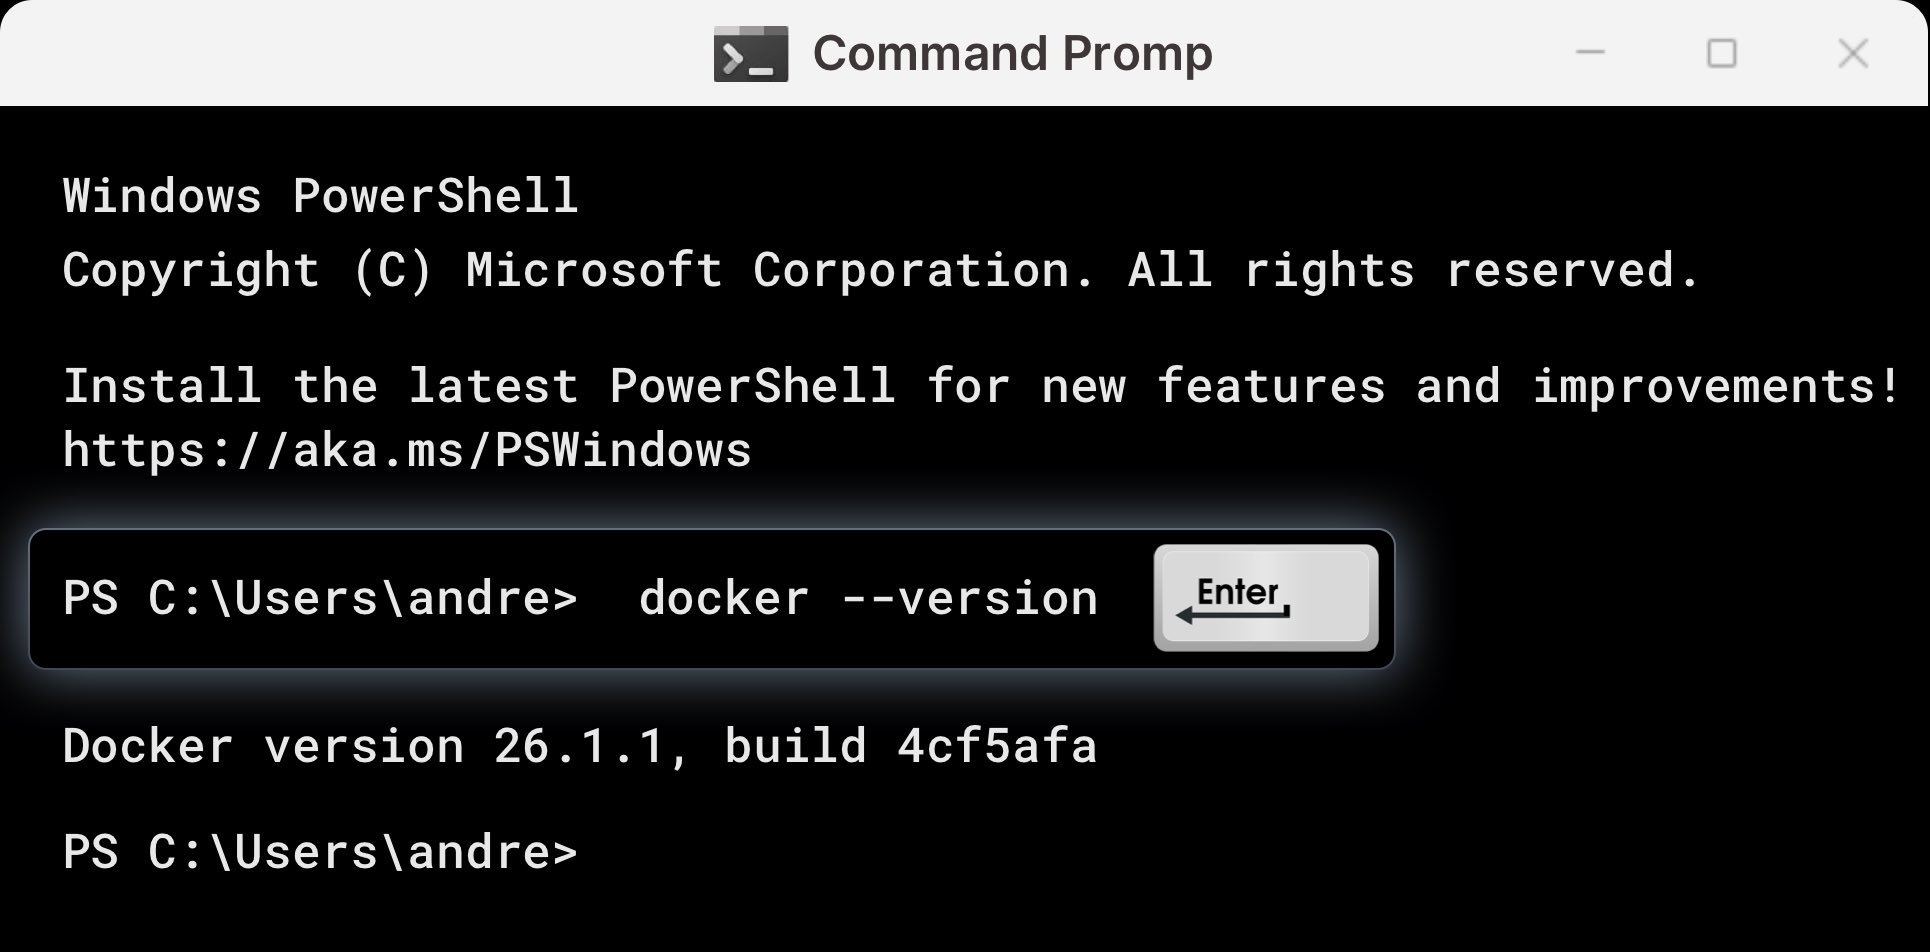 Command Promp
Windows PowerShell
Copyright (C) Microsoft Corporation. All rights reserved.
Install the latest PowerShell for new features and improvements!
https://aka.ms/PSWindows
PS C:\Users\andre>  docker --version
Enter
Docker version 26.1.1, build 4cf5afa
PS C:\Users\andre>